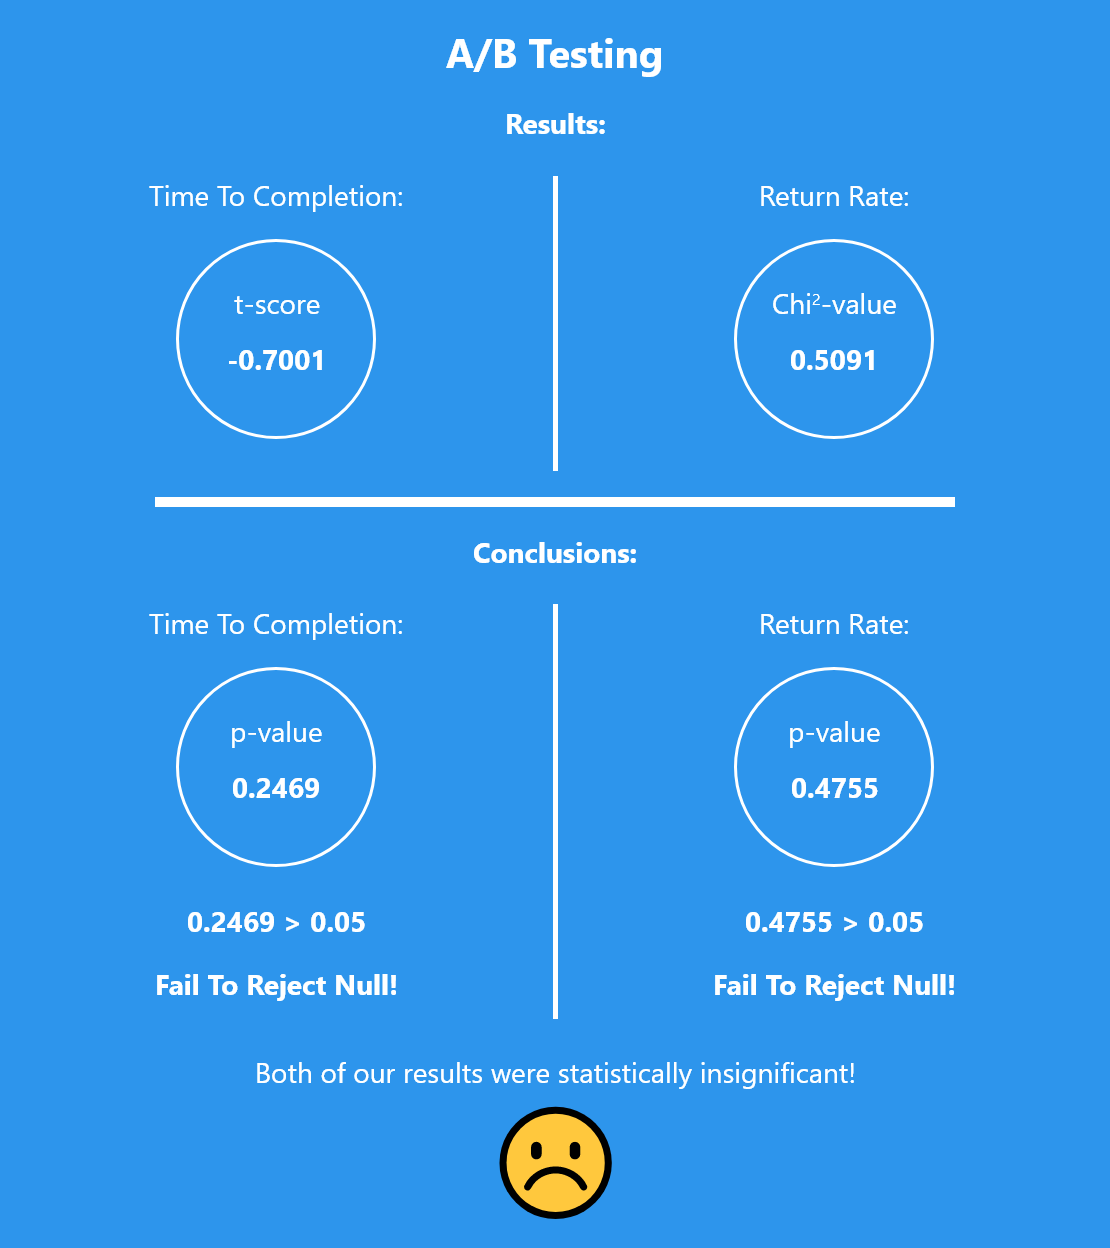 A/B Testing
Results:
Time To Completion:
t-score
-0.7001
Return Rate:
Chi²-value
0.5091
Conclusions:
Time To Completion:
p-value
0.2469
0.2469 > 0.05
Fail To Reject Null!
Return Rate:
p-value
0.4755
0.4755 > 0.05
Fail To Reject Null!
Both of our results were statistically insignificant!